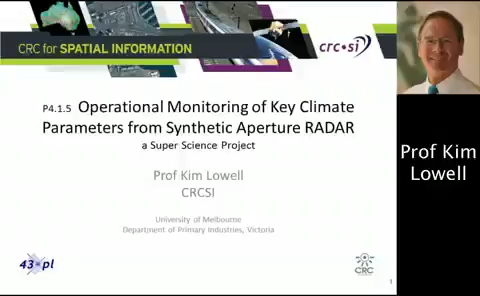 CRC for SPATIAL INFORMATION
crc•si
P4.1.5 Operational Monitoring of Key Climate
Parameters from Synthetic Aperture RADAR
a Super Science Project
Prof Kim Lowell
CRCSI
University of Melbourne
Department of Primary Industries, Victoria
43 pl
CRC
1
Prof Kim
Lowell